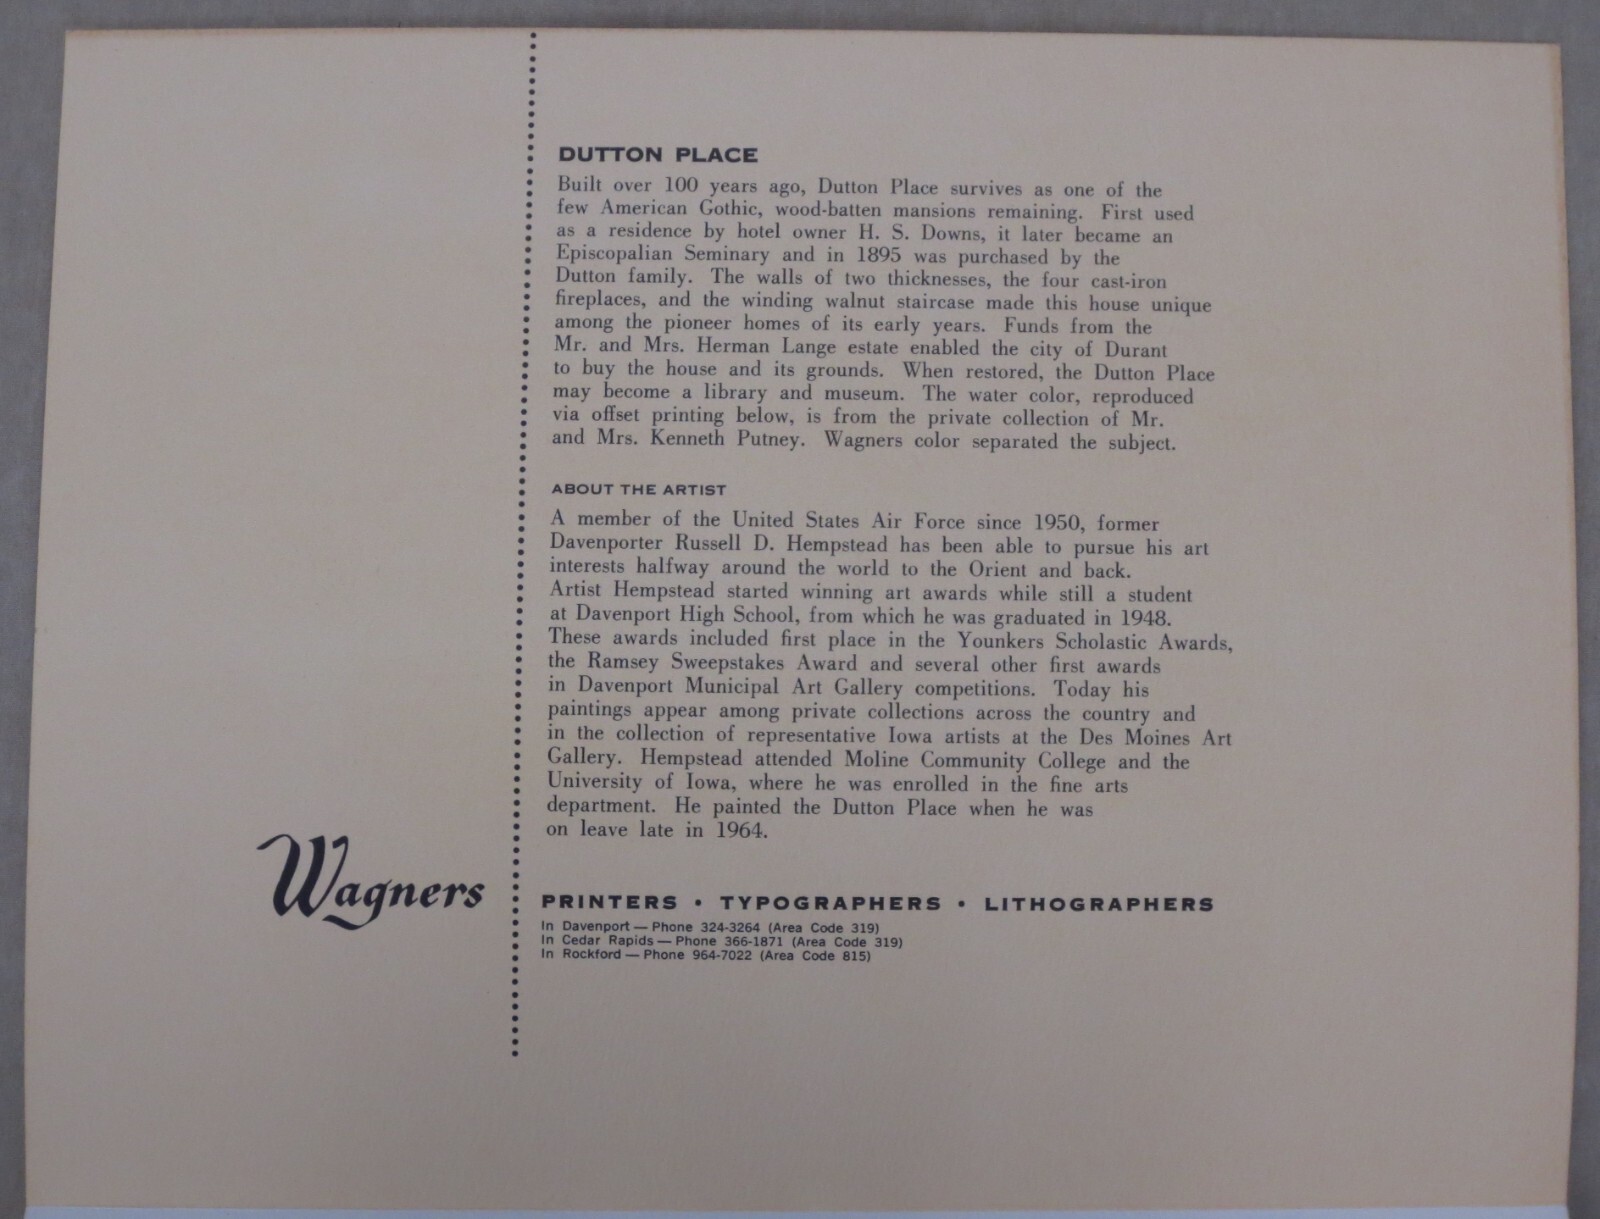 DUTTON PLACE
Built over 100 years ago, Dutton Place survives as one of the
few American Gothic, wood-batten mansions remaining. First used
as a residence by hotel owner H. S. Downs, it later became an
Episcopalian Seminary and in 1895 was purchased by the
Dutton family. The walls of two thicknesses, the four cast-iron
fireplaces, and the winding walnut staircase made this house unique
among the pioneer homes of its early years. Funds from the
Mr. and Mrs. Herman Lange estate enabled the city of Durant
to buy the house and its grounds. When restored, the Dutton Place
may become a library and museum. The water color, reproduced
via offset printing below, is from the private collection of Mr.
and Mrs. Kenneth Putney. Wagners color separated the subject.
ABOUT THE ARTIST
A member of the United States Air Force since 1950, former
Davenporter Russell D. Hempstead has been able to pursue his art
interests halfway around the world to the Orient and back.
Artist Hempstead started winning art awards while still a student
at Davenport High School, from which he was graduated in 1948.
These awards included first place in the Younkers Scholastic Awards,
the Ramsey Sweepstakes Award and several other first awards
in Davenport Municipal Art Gallery competitions. Today his
paintings appear among private collections across the country and
in the collection of representative Iowa artists at the Des Moines Art
Gallery. Hempstead attended Moline Community College and the
University of Iowa, where he was enrolled in the fine arts
department. He painted the Dutton Place when he was
on leave late in 1964.
Wagners
PRINTERS • TYPOGRAPHERS • LITHOGRAPHERS
In Davenport — Phone 324-3264 (Area Code 319)
In Cedar Rapids — Phone 366-1871 (Area Code 319)
In Rockford — Phone 964-7022 (Area Code 815)